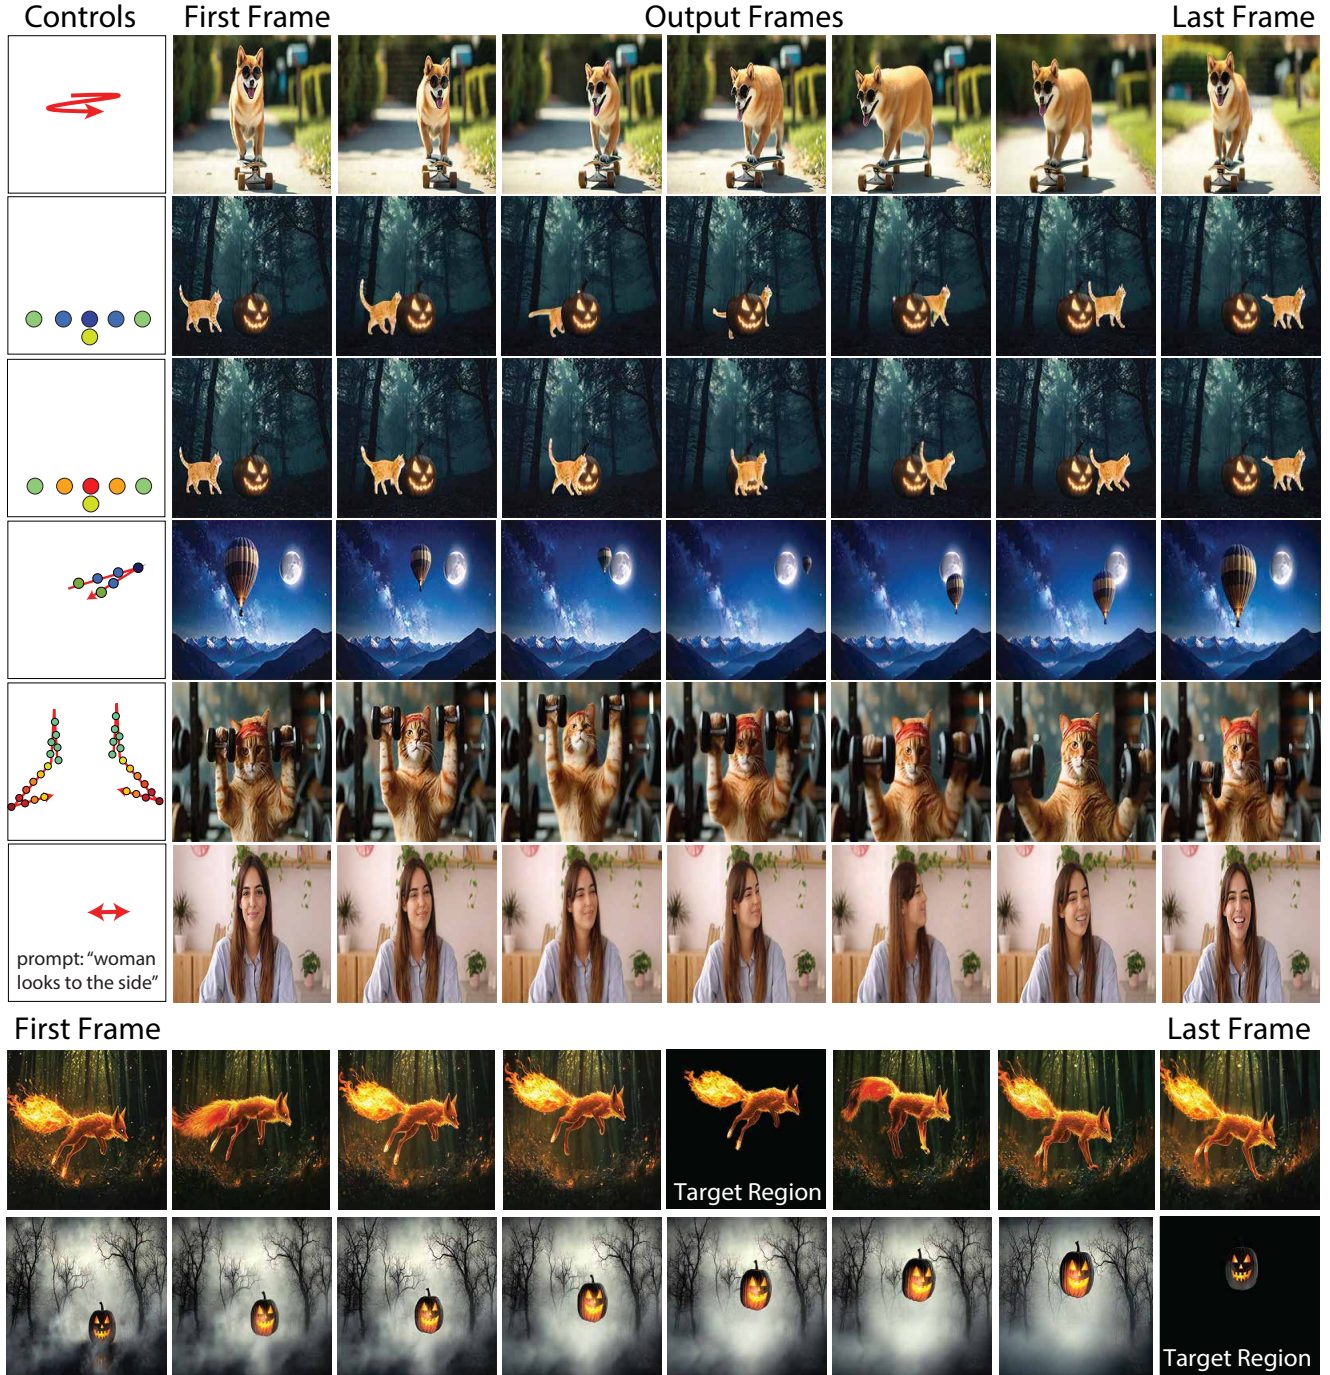 Controls
First Frame
Output Frames
Last Frame
prompt: “woman
looks to the side”
First Frame
Last Frame
Target Region
Target Region